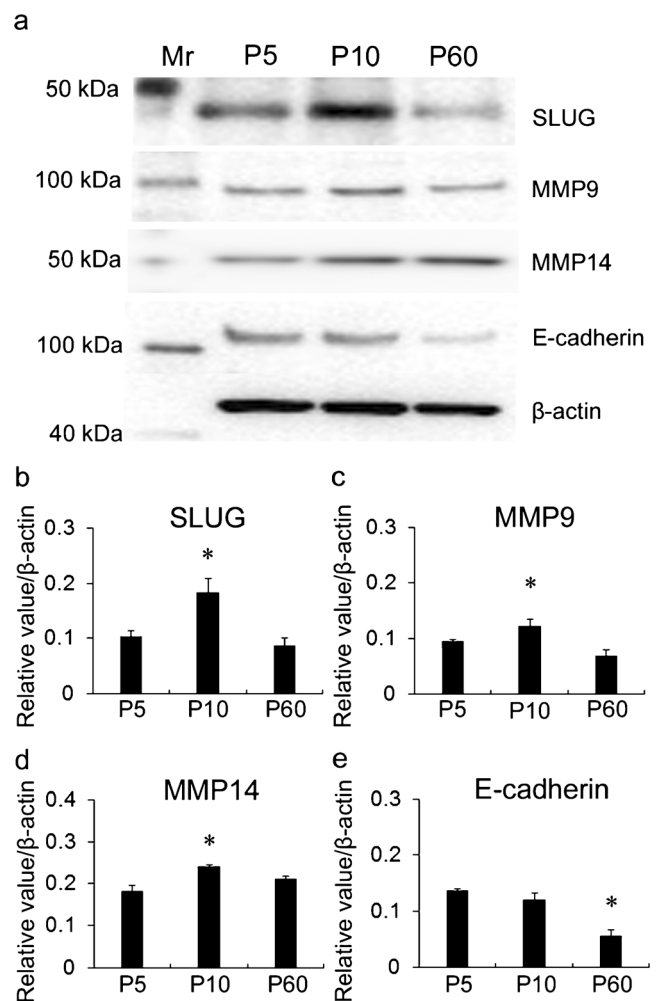 a
Mr P5 P10 P60
50 kDa
SLUG
100 kDa
MMP9
50 kDa
MMP14
E-cadherin
100 kDa
β-actin
40 kDa
b
SLUG
Relative value/β-actin
0.3
0.2
0.1
0
P5 P10 P60
*
c
MMP9
Relative value/β-actin
0.3
0.2
0.1
0
P5 P10 P60
*
d
MMP14
Relative value/β-actin
0.4
0.3
0.2
0.1
0
P5 P10 P60
*
e
E-cadherin
Relative value/β-actin
0.3
0.2
0.1
0
P5 P10 P60
*